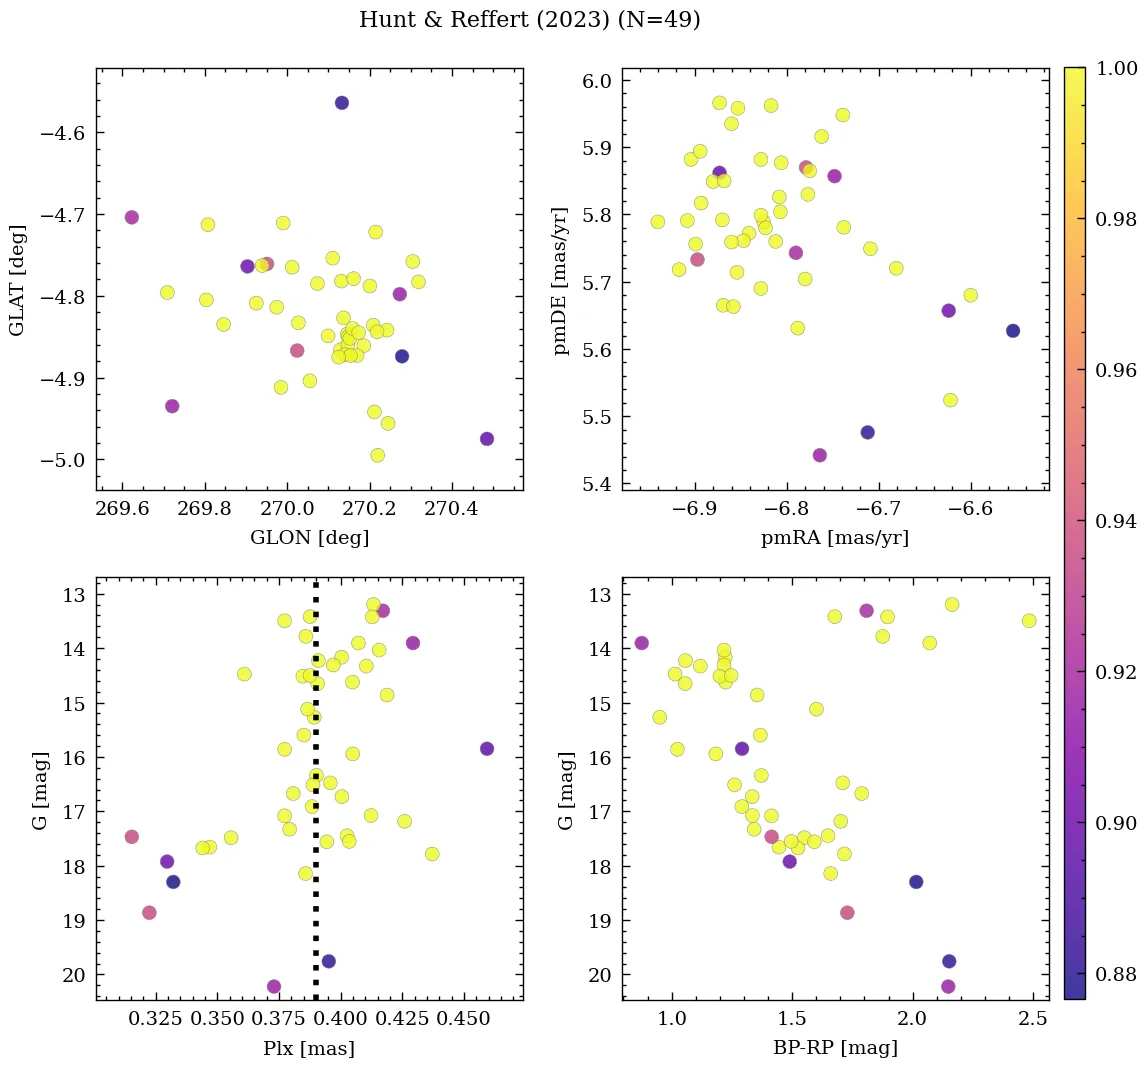 Hunt & Reffert (2023) (N=49)
−4.6
−4.7
−4.8
−4.9
−5.0
GLAT [deg]
269.6 269.8 270.0 270.2 270.4
GLON [deg]
6.0
5.9
5.8
5.7
5.6
5.5
5.4
pmDE [mas/yr]
−6.9 −6.8 −6.7 −6.6
pmRA [mas/yr]
13
14
15
16
17
18
19
20
G [mag]
0.325 0.350 0.375 0.400 0.425 0.450
Plx [mas]
13
14
15
16
17
18
19
20
G [mag]
1.0 1.5 2.0 2.5
BP-RP [mag]
1.00
0.98
0.96
0.94
0.92
0.90
0.88